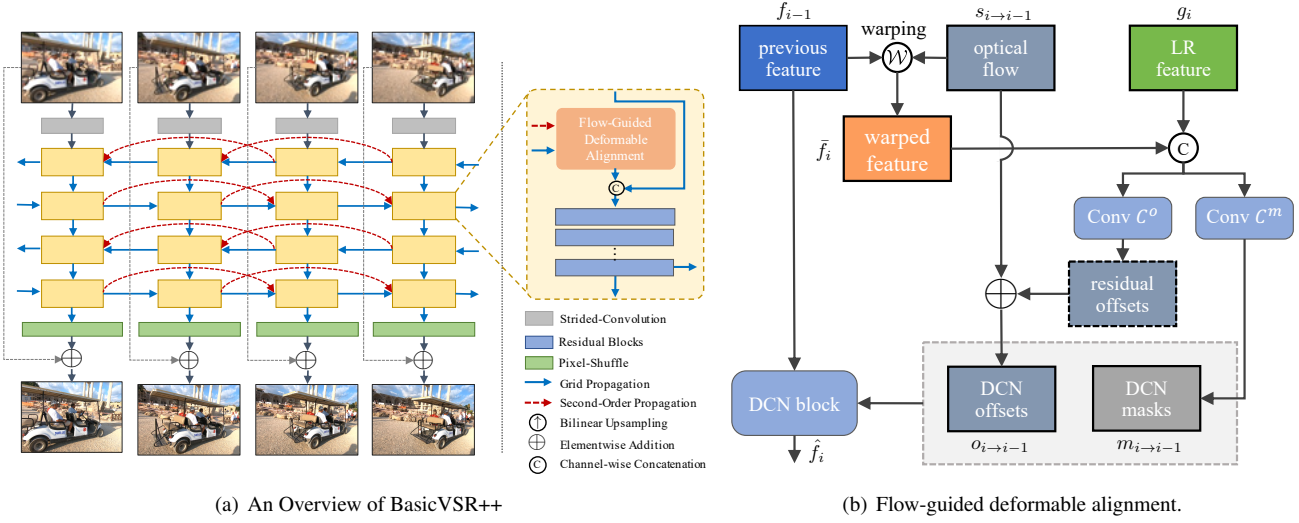 Flow-Guided
Deformable
Alignment
C
Strided-Convolution
Residual Blocks
Pixel-Shuffle
Grid Propagation
Second-Order Propagation
Bilinear Upsampling
Elementwise Addition
C Channel-wise Concatenation
(a) An Overview of BasicVSR++
f_{i−1}
s_{i→i−1}
g_i
warping
previous
feature
W
optical
flow
LR
feature
f̄_i
warped
feature
C
Conv C^o
Conv C^m
residual
offsets
DCN block
DCN
offsets
DCN
masks
o_{i→i−1}
m_{i→i−1}
f̂_i
(b) Flow-guided deformable alignment.